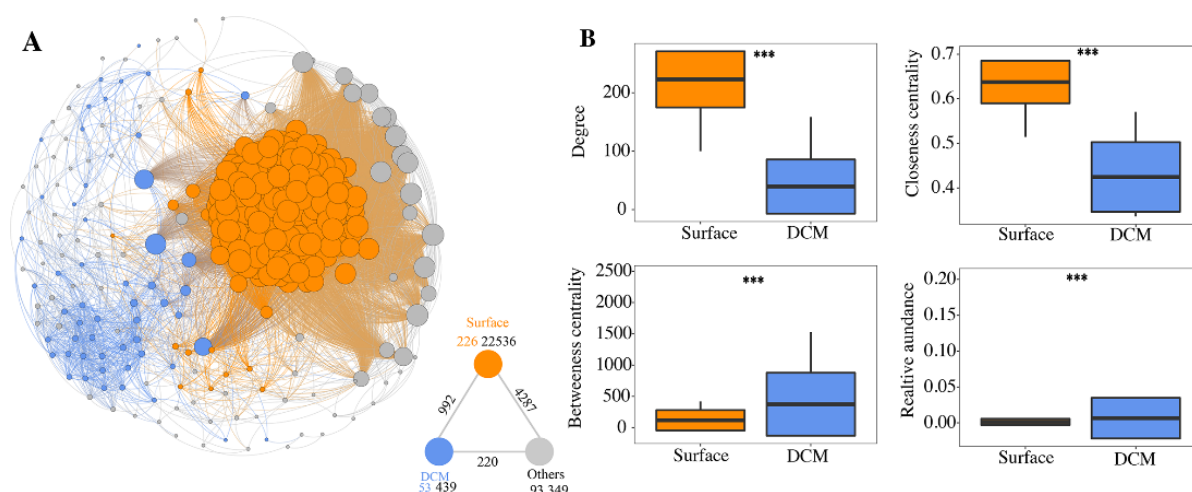 A
Surface
226 22536
992
4287
220
DCM
53 439
Others
93 349
B
Degree
200
100
0
***
Surface
DCM
Closeness centrality
0.7
0.6
0.5
0.4
***
Surface
DCM
Betweeness centrality
2500
2000
1500
1000
500
0
***
Surface
DCM
Realtive aundance
0.20
0.15
0.10
0.05
0.00
***
Surface
DCM